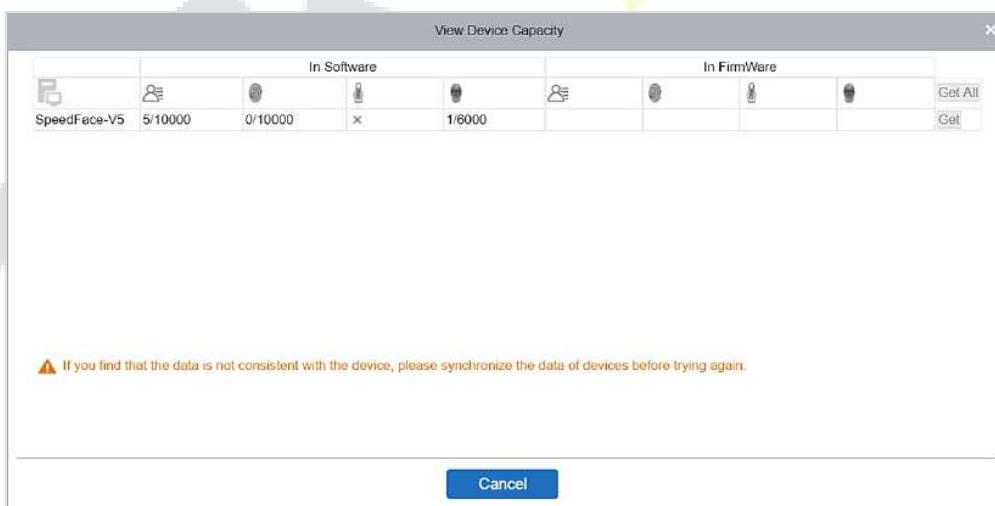 View Device Capacity
In Software In FirmWare
Get All
SpeedFace-V5 5/10000 0/10000 × 1/6000 Get
If you find that the data is not consistent with the device, please synchronize the data of devices before trying again.
Cancel